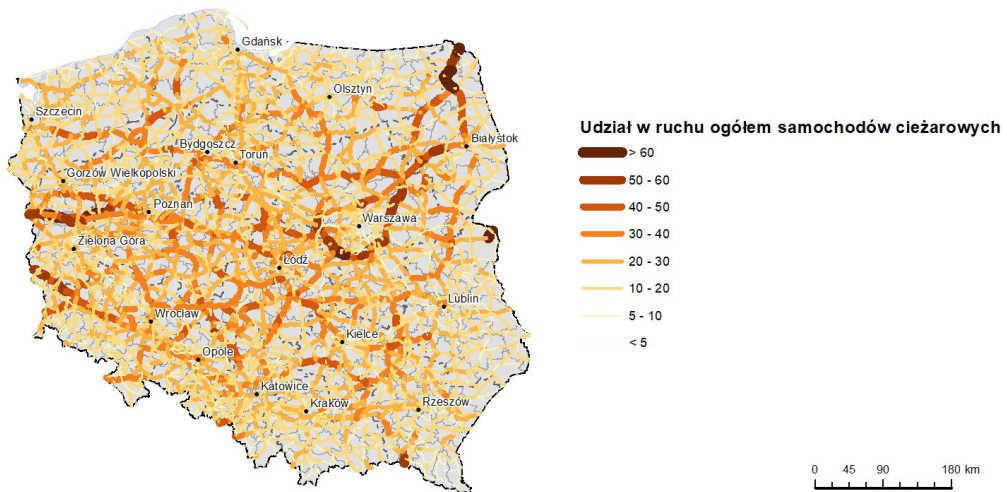 Gdańsk
Olsztyn
Szczecin
Białystok
Bydgoszcz
Toruń
Gorzów Wielkopolski
Poznań
Warszawa
Zielona Góra
Łódź
Lublin
Wrocław
Kielce
Opole
Katowice
Kraków
Rzeszów
Udział w ruchu ogółem samochodów cieżarowych
> 60
50 - 60
40 - 50
30 - 40
20 - 30
10 - 20
5 - 10
< 5
0 45 90 180 km